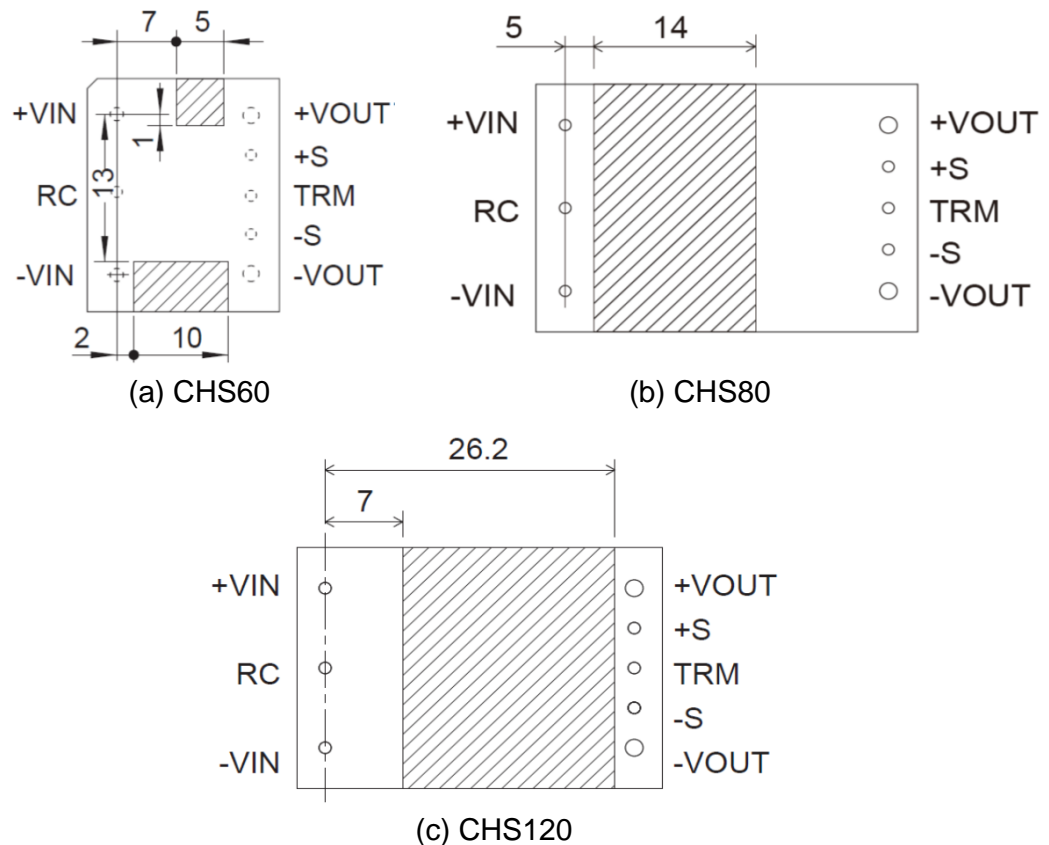 7 5
+VIN +VOUT
1
+S
13
RC TRM
-S
-VIN -VOUT
2 10
(a) CHS60
5 14
+VIN +VOUT
+S
RC TRM
-S
-VIN -VOUT
(b) CHS80
26.2
7
+VIN +VOUT
+S
RC TRM
-S
-VIN -VOUT
(c) CHS120